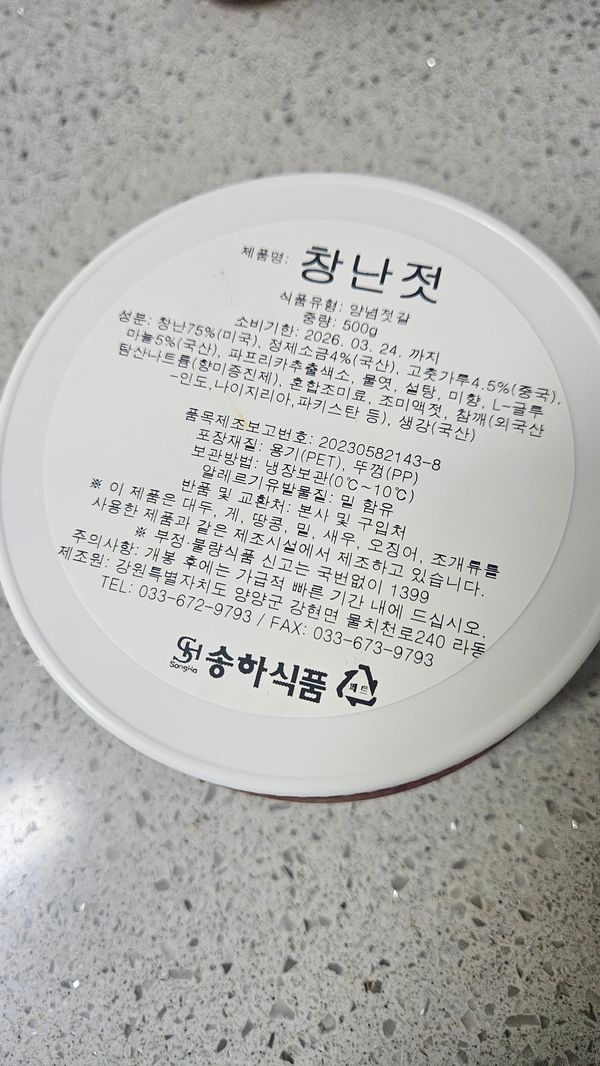 제품명: 창난젓
식품유형: 양념젓갈
중량: 500g
소비기한: 2026. 03. 24. 까지
성분: 창난75%(미국), 정제소금4%(국산), 고춧가루4.5%(중국),
마늘5%(국산), 파프리카추출색소, 물엿, 설탕, 미향, L-글루
탐산나트륨(향미증진제), 혼합조미료, 조미액젓, 참깨(외국산
-인도,나이지리아,파키스탄 등), 생강(국산)
품목제조보고번호: 20230582143-8
포장재질: 용기(PET), 뚜껑(PP)
보관방법: 냉장보관(0℃~10℃)
알레르기유발물질: 밀 함유
반품 및 교환처: 본사 및 구입처
※ 이 제품은 대두, 게, 땅콩, 밀, 새우, 오징어, 조개류를
사용한 제품과 같은 제조시설에서 제조하고 있습니다.
※ 부정·불량식품 신고는 국번없이 1399
주의사항: 개봉 후에는 가급적 빠른 기간 내에 드십시오.
제조원: 강원특별자치도 양양군 강현면 물치천로240 라동
TEL: 033-672-9793 / FAX: 033-673-9793
SH SongHa 송하식품 페트